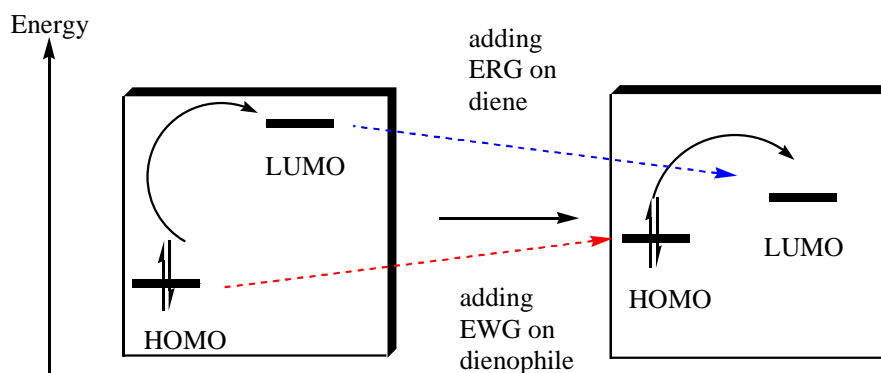 Energy
adding
ERG on
diene
LUMO
HOMO
adding
EWG on
dienophile
LUMO
HOMO